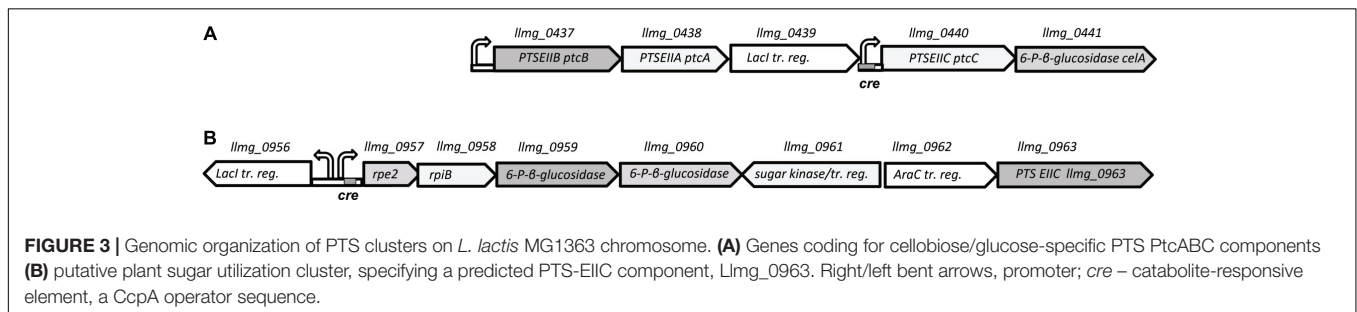 A
llmg_0437 llmg_0438 llmg_0439 llmg_0440 llmg_0441
PTSEIIB ptcB PTSEIIA ptcA LacI tr. reg. PTSEIIC ptcC 6-P-β-glucosidase celA
cre
B
llmg_0956 llmg_0957 llmg_0958 llmg_0959 llmg_0960 llmg_0961 llmg_0962 llmg_0963
LacI tr. reg. rpe2 rpiB 6-P-β-glucosidase 6-P-β-glucosidase sugar kinase/tr. reg. AraC tr. reg. PTS EIIC llmg_0963
cre
FIGURE 3 | Genomic organization of PTS clusters on L. lactis MG1363 chromosome. (A) Genes coding for cellobiose/glucose-specific PTS PtcABC components
(B) putative plant sugar utilization cluster, specifying a predicted PTS-EIIC component, Llmg_0963. Right/left bent arrows, promoter; cre – catabolite-responsive
element, a CcpA operator sequence.